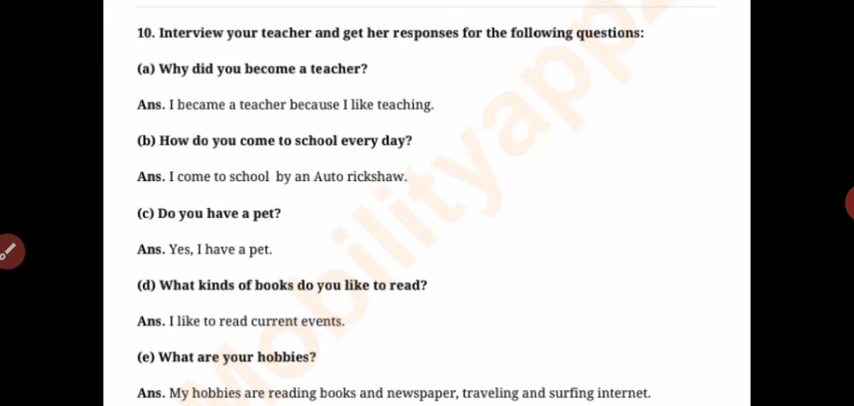 10. Interview your teacher and get her responses for the following questions:
(a) Why did you become a teacher?
Ans. I became a teacher because I like teaching.
(b) How do you come to school every day?
Ans. I come to school by an Auto rickshaw.
(c) Do you have a pet?
Ans. Yes, I have a pet.
(d) What kinds of books do you like to read?
Ans. I like to read current events.
(e) What are your hobbies?
Ans. My hobbies are reading books and newspaper, traveling and surfing internet.
Mobilityapp